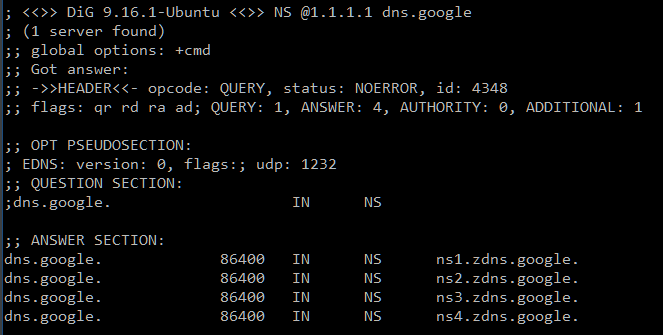 ; <<>> DiG 9.16.1-Ubuntu <<>> NS @1.1.1.1 dns.google
; (1 server found)
;; global options: +cmd
;; Got answer:
;; ->>HEADER<<- opcode: QUERY, status: NOERROR, id: 4348
;; flags: qr rd ra ad; QUERY: 1, ANSWER: 4, AUTHORITY: 0, ADDITIONAL: 1
;; OPT PSEUDOSECTION:
; EDNS: version: 0, flags:; udp: 1232
;; QUESTION SECTION:
;dns.google. IN NS
;; ANSWER SECTION:
dns.google. 86400 IN NS ns1.zdns.google.
dns.google. 86400 IN NS ns2.zdns.google.
dns.google. 86400 IN NS ns3.zdns.google.
dns.google. 86400 IN NS ns4.zdns.google.